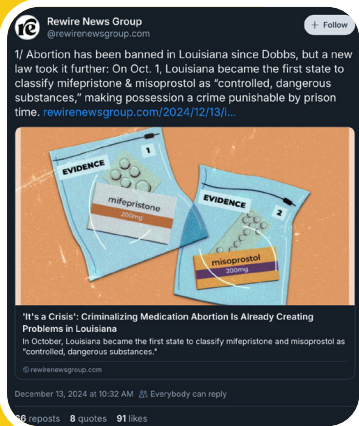 Rewire News Group
@rewirenewsgroup.com
+ Follow
1/ Abortion has been banned in Louisiana since Dobbs, but a new
law took it further: On Oct. 1, Louisiana became the first state to
classify mifepristone & misoprostol as "controlled, dangerous
substances," making possession a crime punishable by prison
time. rewirenewsgroup.com/2024/12/13/i...
EVIDENCE 1
mifepristone
200mg
EVIDENCE 2
misoprostol
200mg
'It's a Crisis': Criminalizing Medication Abortion Is Already Creating
Problems in Louisiana
In October, Louisiana became the first state to classify mifepristone and misoprostol as
"controlled, dangerous substances."
rewirenewsgroup.com
December 13, 2024 at 10:32 AM Everybody can reply
reposts 8 quotes 91 likes